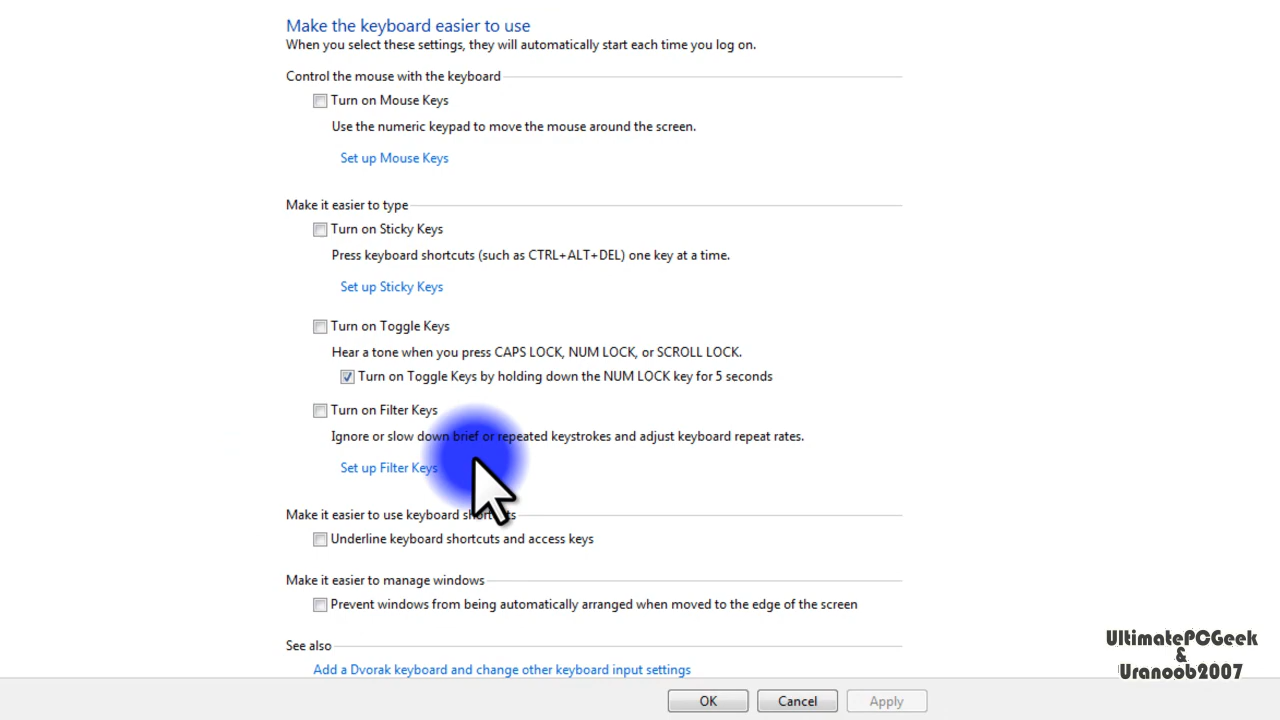 Make the keyboard easier to use
When you select these settings, they will automatically start each time you log on.
Control the mouse with the keyboard
Turn on Mouse Keys
Use the numeric keypad to move the mouse around the screen.
Set up Mouse Keys
Make it easier to type
Turn on Sticky Keys
Press keyboard shortcuts (such as CTRL+ALT+DEL) one key at a time.
Set up Sticky Keys
Turn on Toggle Keys
Hear a tone when you press CAPS LOCK, NUM LOCK, or SCROLL LOCK.
Turn on Toggle Keys by holding down the NUM LOCK key for 5 seconds
Turn on Filter Keys
Ignore or slow down brief or repeated keystrokes and adjust keyboard repeat rates.
Set up Filter Keys
Make it easier to use keyboard shortcuts
Underline keyboard shortcuts and access keys
Make it easier to manage windows
Prevent windows from being automatically arranged when moved to the edge of the screen
See also
Add a Dvorak keyboard and change other keyboard input settings
OK Cancel Apply
UltimatePCGeek
&
Uranoob2007